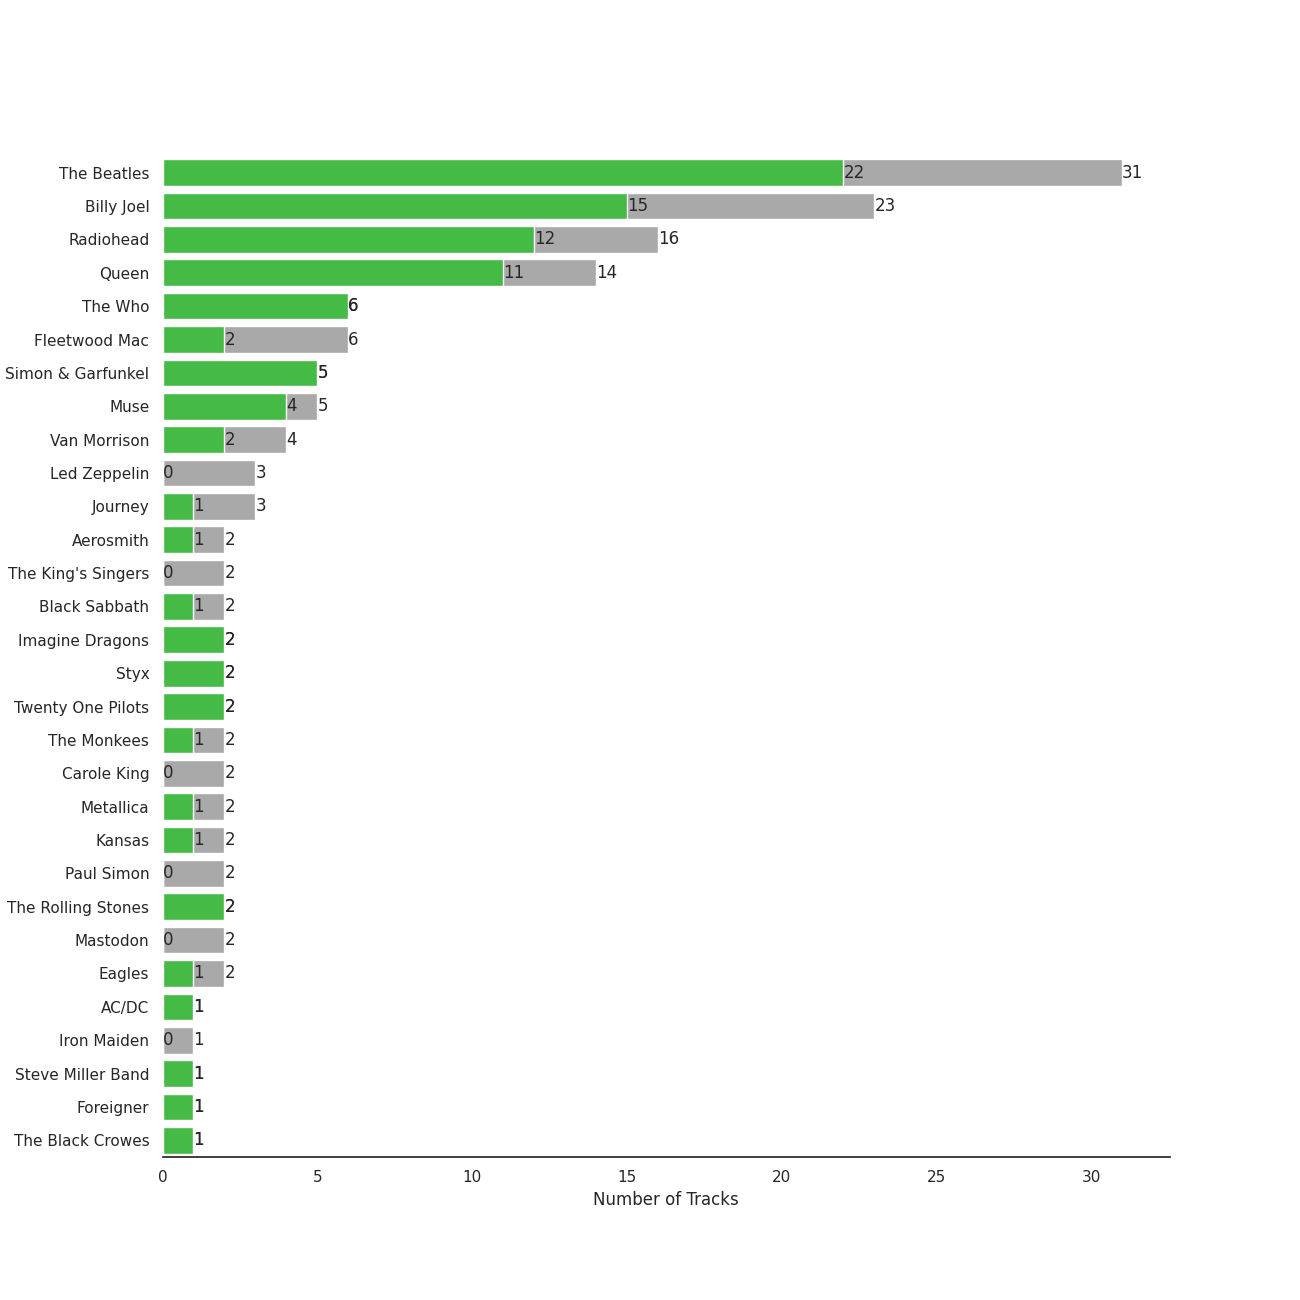 The Beatles 22 31
Billy Joel 15 23
Radiohead 12 16
Queen 11 14
The Who 6
Fleetwood Mac 2 6
Simon & Garfunkel 5
Muse 4 5
Van Morrison 2 4
Led Zeppelin 0 3
Journey 1 3
Aerosmith 1 2
The King's Singers 0 2
Black Sabbath 1 2
Imagine Dragons 2
Styx 2
Twenty One Pilots 2
The Monkees 1 2
Carole King 0 2
Metallica 1 2
Kansas 1 2
Paul Simon 0 2
The Rolling Stones 2
Mastodon 0 2
Eagles 1 2
AC/DC 1
Iron Maiden 0 1
Steve Miller Band 1
Foreigner 1
The Black Crowes 1
0 5 10 15 20 25 30
Number of Tracks